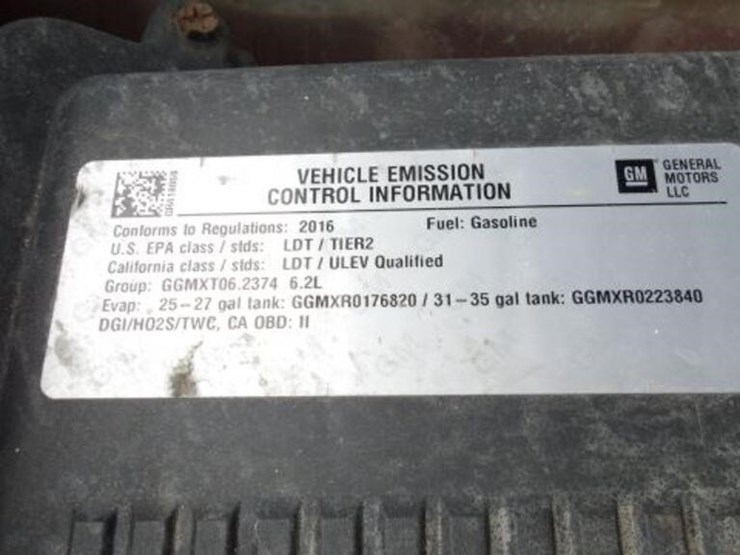 VEHICLE EMISSION
CONTROL INFORMATION
GM
GENERAL
MOTORS
LLC
Conforms to Regulations: 2016 Fuel: Gasoline
U.S. EPA class / stds: LDT / TIER2
California class / stds: LDT / ULEV Qualified
Group: GGMXT06.2374 6.2L
Evap: 25-27 gal tank: GGMXR0176820 / 31-35 gal tank: GGMXR0223840
DGI/HO2S/TWC, CA OBD: II